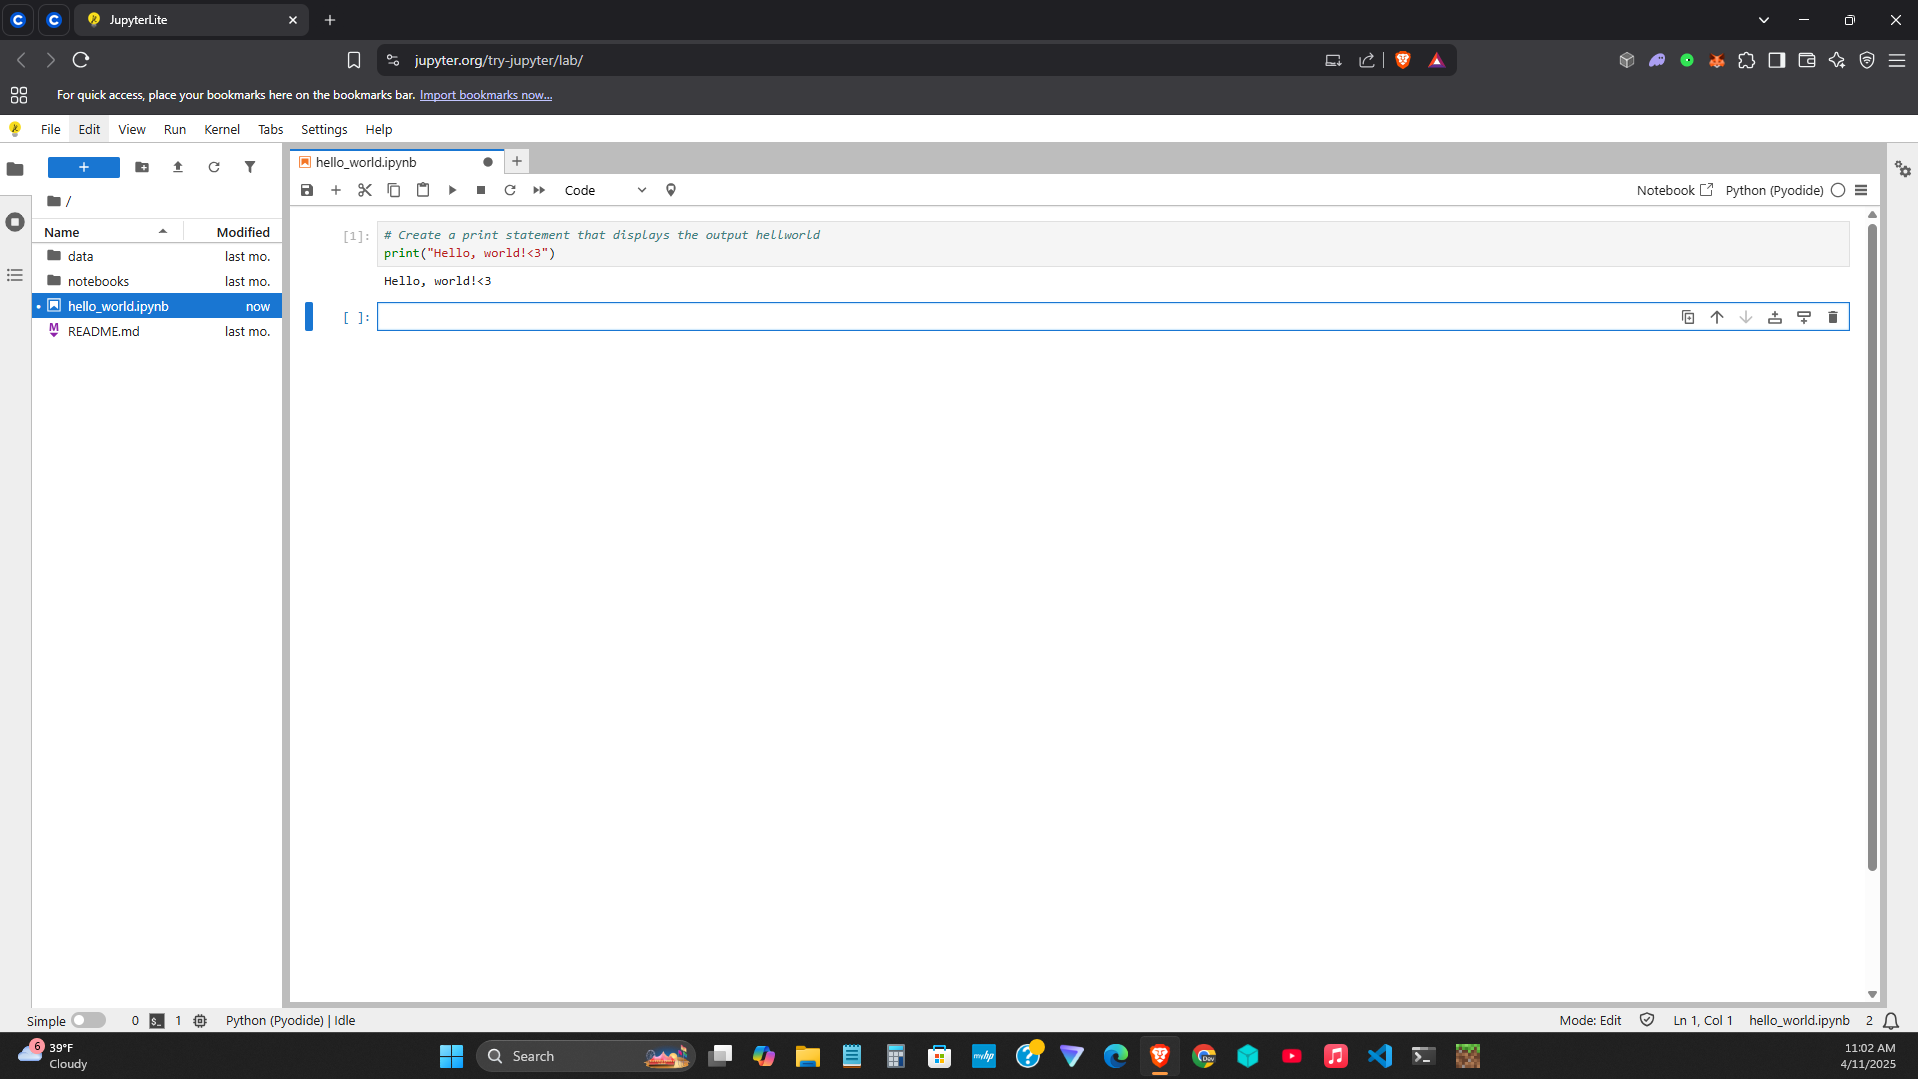 JupyterLite
jupyter.org/try-jupyter/lab/
For quick access, place your bookmarks here on the bookmarks bar. Import bookmarks now...
File Edit View Run Kernel Tabs Settings Help
hello_world.ipynb
Code
Notebook Python (Pyodide)
/
Name Modified
data last mo.
notebooks last mo.
hello_world.ipynb now
README.md last mo.
[1]: # Create a print statement that displays the output hellworld
print("Hello, world!<3")
Hello, world!<3
[ ]:
Simple 0 1 Python (Pyodide) | Idle
Mode: Edit Ln 1, Col 1 hello_world.ipynb 2
6
39°F
Cloudy
Search
myhp
Dev
11:02 AM
4/11/2025